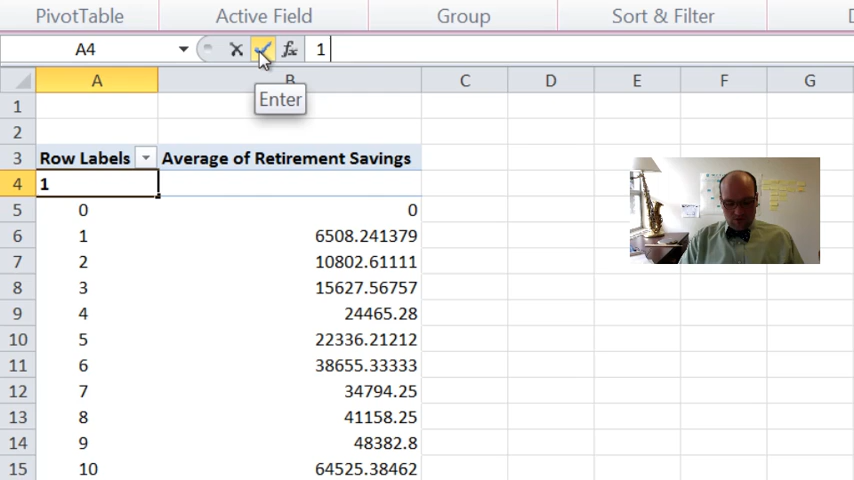 PivotTable Active Field Group Sort & Filter
A4 fx 1
Enter
A B C D E F G
1
2
3 Row Labels Average of Retirement Savings
4 1
5 0 0
6 1 6508.241379
7 2 10802.61111
8 3 15627.56757
9 4 24465.28
10 5 22336.21212
11 6 38655.33333
12 7 34794.25
13 8 41158.25
14 9 48382.8
15 10 64525.38462